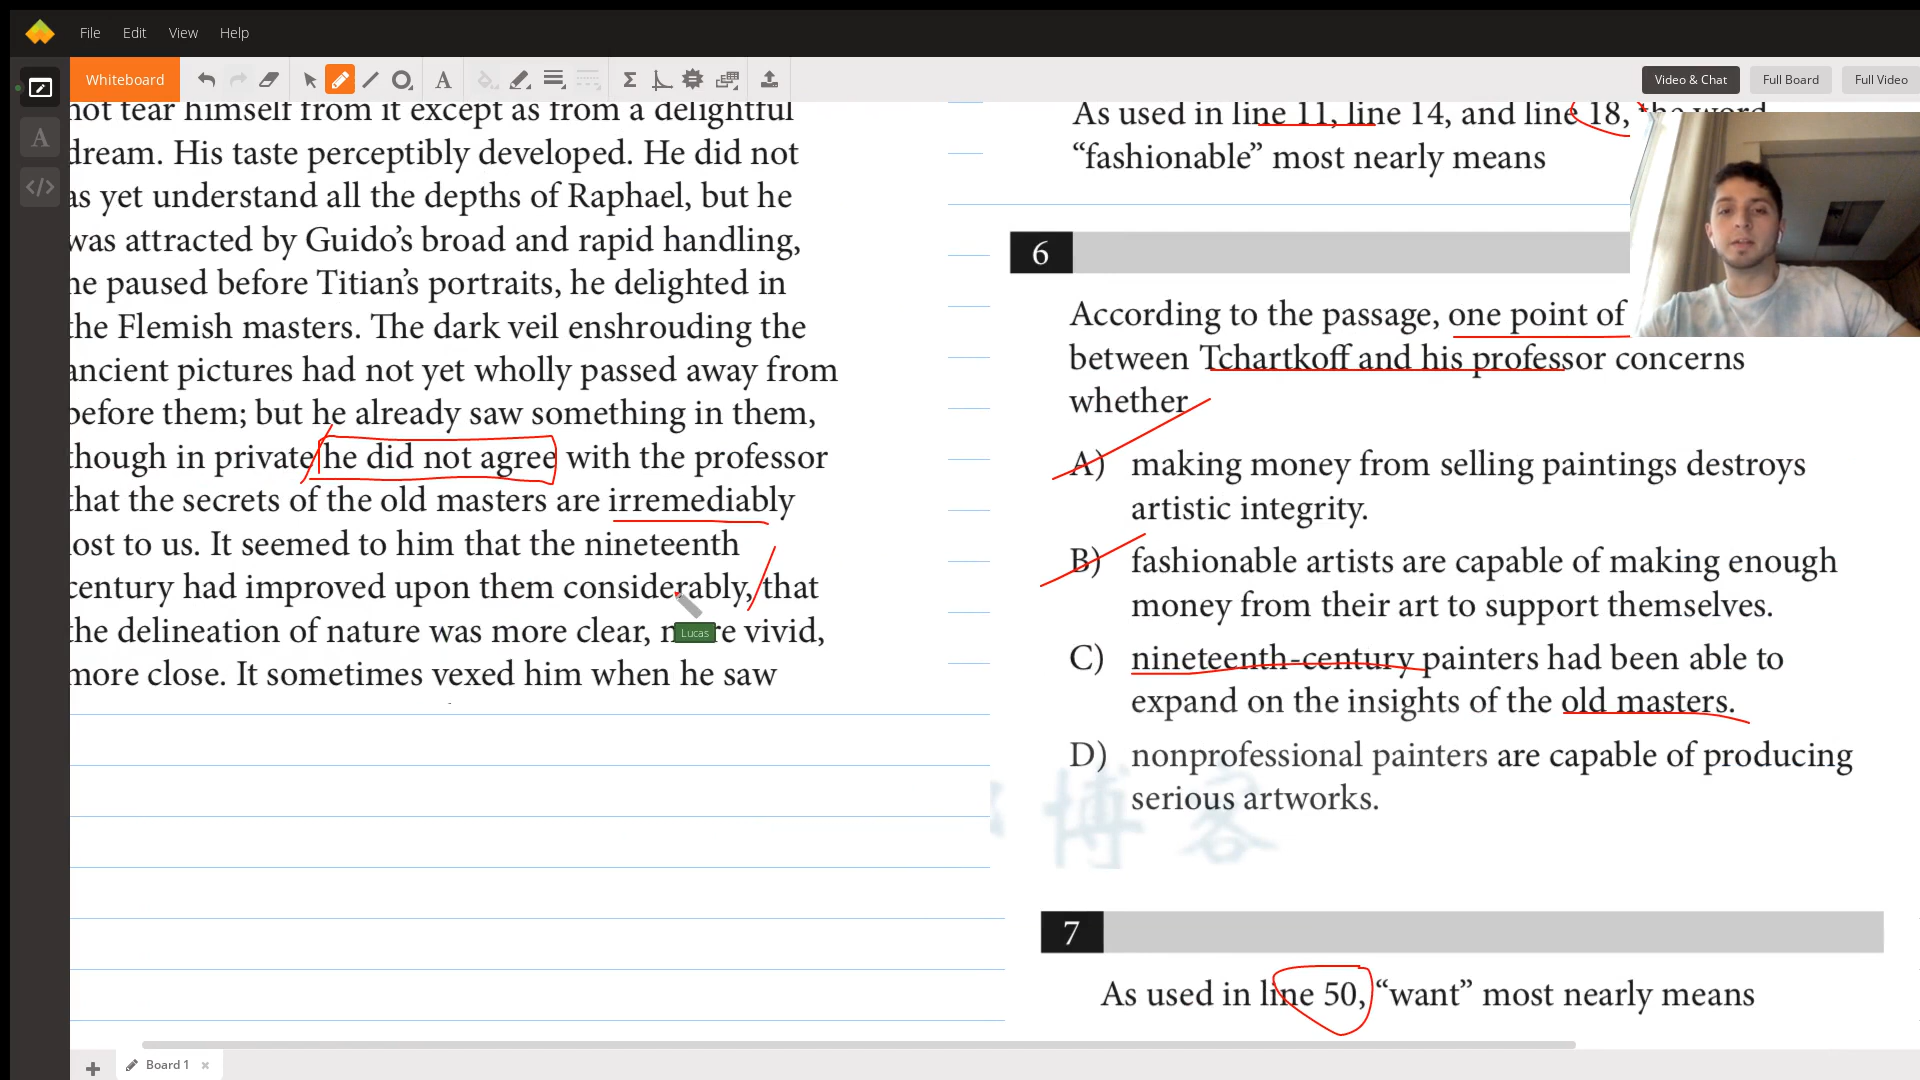 File Edit View Help
Whiteboard
A
Σ
Video & Chat
Full Board
Full Video
A
</>
not tear himself from it except as from a delightful
dream. His taste perceptibly developed. He did not
as yet understand all the depths of Raphael, but he
was attracted by Guido’s broad and rapid handling,
he paused before Titian’s portraits, he delighted in
the Flemish masters. The dark veil enshrouding the
ancient pictures had not yet wholly passed away from
before them; but he already saw something in them,
though in private he did not agree with the professor
that the secrets of the old masters are irremediably
lost to us. It seemed to him that the nineteenth
century had improved upon them considerably, that
the delineation of nature was more clear, more vivid,
more close. It sometimes vexed him when he saw
Lucas
As used in line 11, line 14, and line 18, the word
“fashionable” most nearly means
6
According to the passage, one point of
between Tchartkoff and his professor concerns
whether
A) making money from selling paintings destroys
artistic integrity.
B) fashionable artists are capable of making enough
money from their art to support themselves.
C) nineteenth-century painters had been able to
expand on the insights of the old masters.
D) nonprofessional painters are capable of producing
serious artworks.
博客
7
As used in line 50, “want” most nearly means
+ Board 1 ×